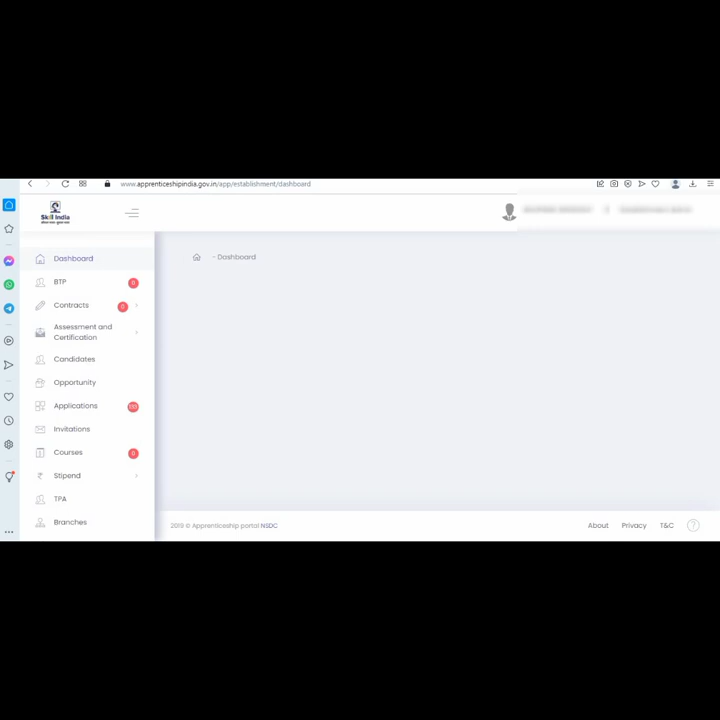 www.apprenticeshipindia.gov.in/app/establishment/dashboard
Skill India
Dashboard
- Dashboard
BTP 0
Contracts 0
Assessment and
Certification
Candidates
Opportunity
Applications
Invitations
Courses 0
Stipend
TPA
Branches
2019 © Apprenticeship portal NSDC
About Privacy T&C ?